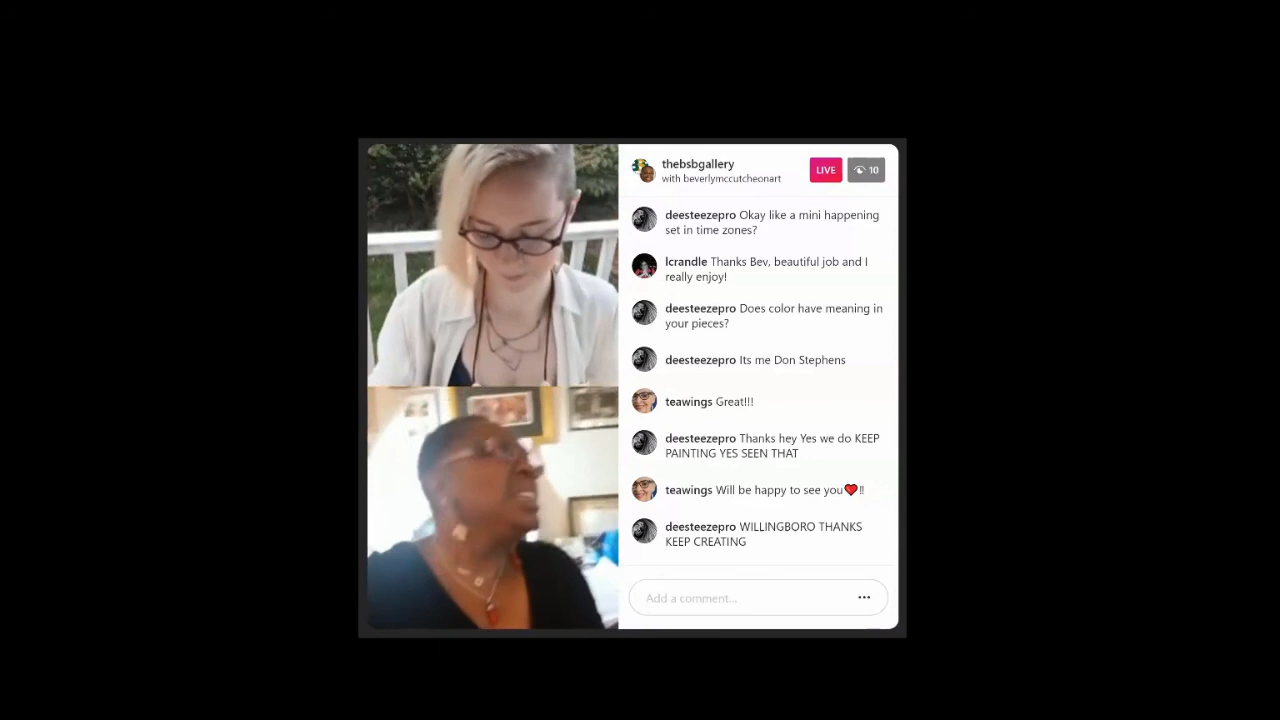 thebsbgallery
with beverlymccutcheonart
LIVE
10
deesteezepro Okay like a mini happening
set in time zones?
lcrandle Thanks Bev, beautiful job and I
really enjoy!
deesteezepro Does color have meaning in
your pieces?
deesteezepro Its me Don Stephens
teawings Great!!!
deesteezepro Thanks hey Yes we do KEEP
PAINTING YES SEEN THAT
teawings Will be happy to see you❤️!!
deesteezepro WILLINGBORO THANKS
KEEP CREATING
Add a comment...